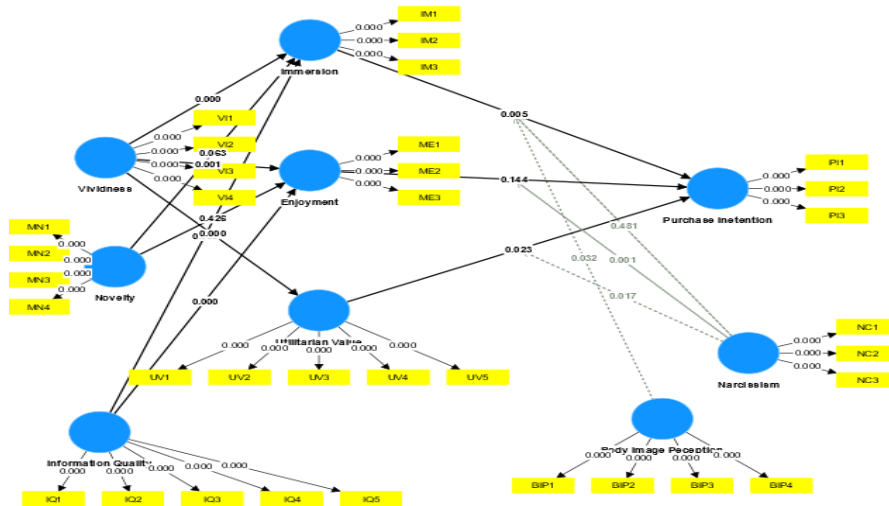 IM1
0.000
0.000
IM2
0.000
IM3
Immersion
0.000
0.005
VI1
0.000
VI2
0.000
0.063
0.000
0.001
VI3
0.000
VI4
Vividness
ME1
0.000
0.000
ME2
0.000
ME3
Enjoyment
0.144
PI1
0.000
0.000
PI2
0.000
PI3
Purchase Inetention
MN1
0.000
MN2
0.000
MN3
0.000
MN4
Novelty
0.426
0.000
0.481
0.023
0.032
0.001
0.017
0.000
Utilitarian Value
0.000
0.000
0.000
0.000
0.000
UV1
UV2
UV3
UV4
UV5
NC1
0.000
0.000
NC2
0.000
NC3
Narcissism
Information Quality
0.000
0.000
0.000
0.000
0.000
IQ1
IQ2
IQ3
IQ4
IQ5
Body Image Peception
0.000
0.000
0.000
0.000
BIP1
BIP2
BIP3
BIP4